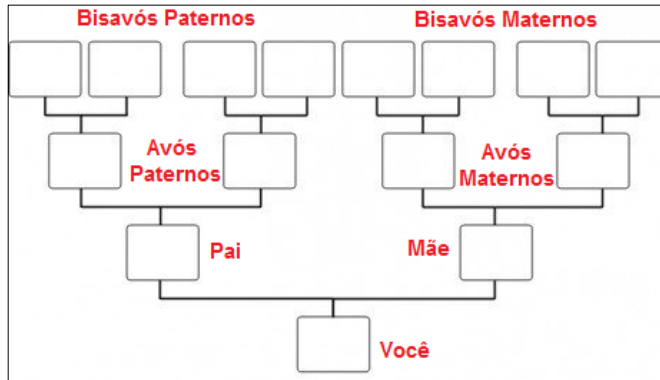 Bisavós Paternos
Bisavós Maternos
Avós
Paternos
Avós
Maternos
Pai
Mãe
Você